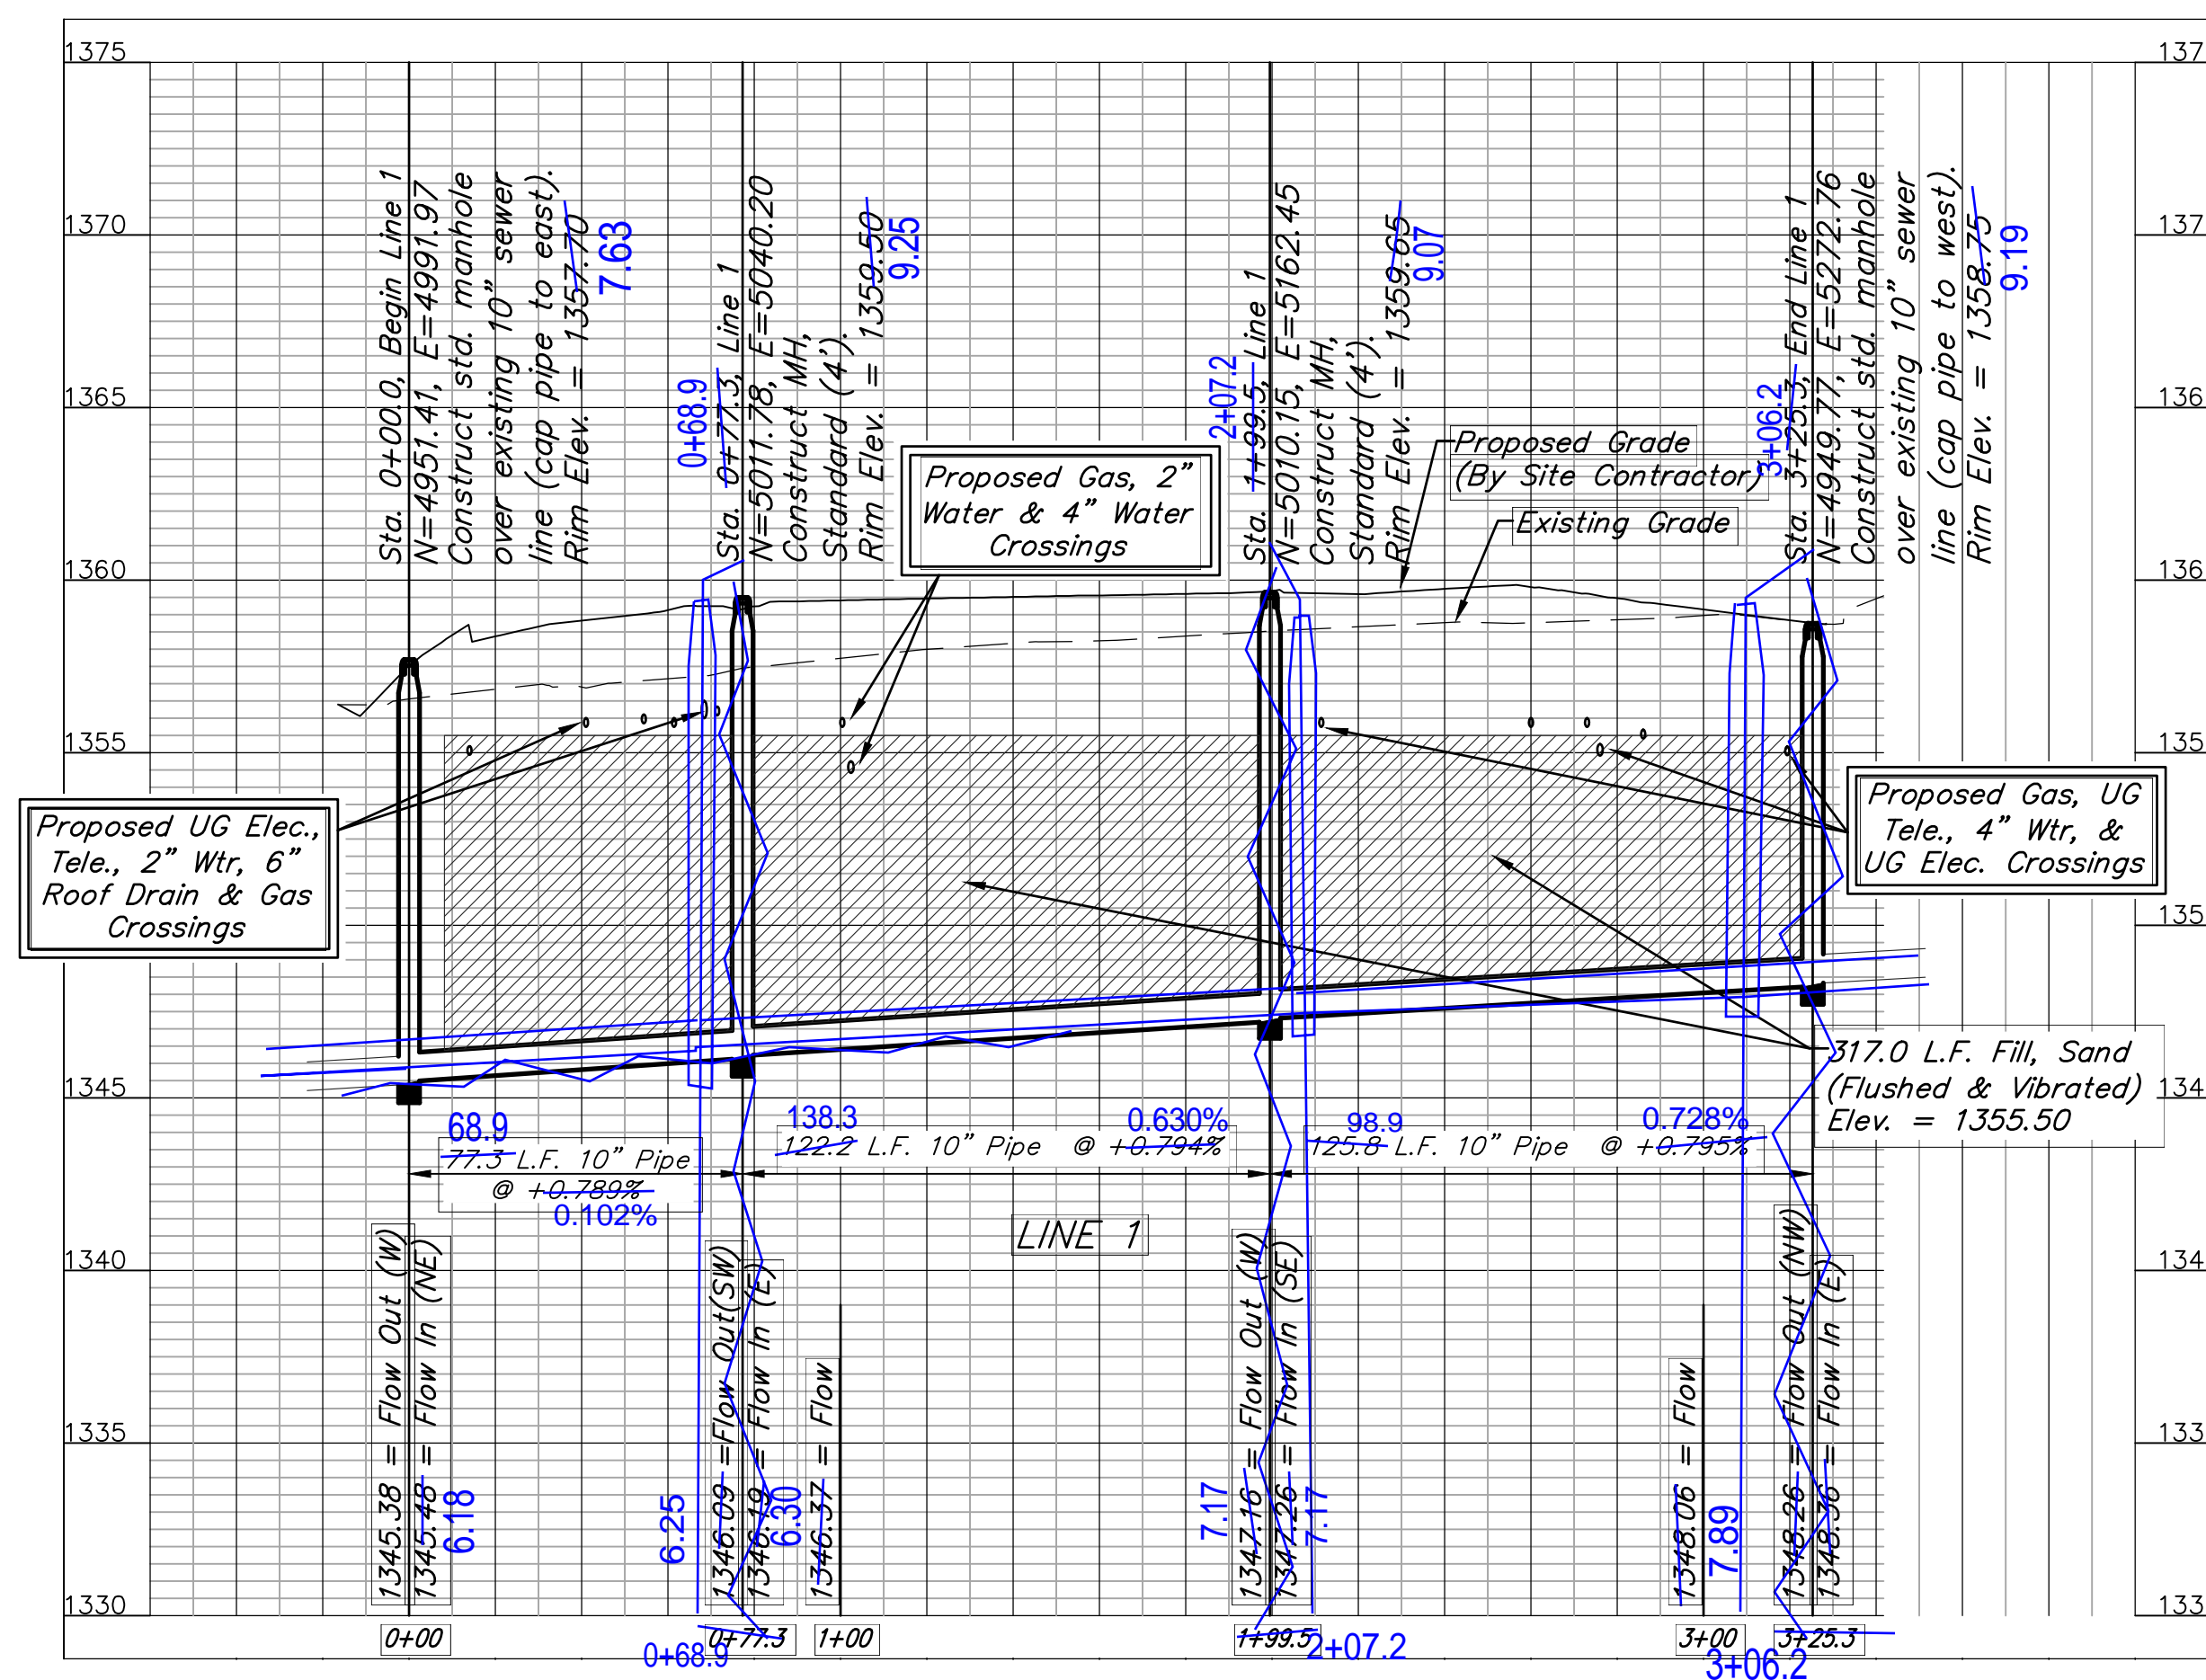 1375
1370
1365
1360
1355
1345
1340
1335
1330
137
137
136
136
135
135
134
134
133
133
Sta. 0+00.0, Begin Line 1
N=4951.41, E=4991.97
Construct std. manhole
over existing 10" sewer
line (cap pipe to east).
Rim Elev. = 1357.70
7.63
0+68.9
Sta. 0+77.3, Line 1
N=5011.78, E=5040.20
Construct MH,
Standard (4').
Rim Elev. = 1359.50
9.25
2+07.2
Sta. 1+99.5, Line 1
N=5010.15, E=5162.45
Construct MH,
Standard (4').
Rim Elev. = 1359.65
9.07
3+06.2
Sta. 3+25.3, End Line 1
N=4949.77, E=5272.76
Construct std. manhole
over existing 10" sewer
line (cap pipe to west).
Rim Elev. = 1358.75
9.19
Proposed Gas, 2"
Water & 4" Water
Crossings
Proposed Grade
(By Site Contractor)
Existing Grade
Proposed UG Elec.,
Tele., 2" Wtr, 6"
Roof Drain & Gas
Crossings
Proposed Gas, UG
Tele., 4" Wtr, &
UG Elec. Crossings
317.0 L.F. Fill, Sand
(Flushed & Vibrated)
Elev. = 1355.50
68.9
77.3 L.F. 10" Pipe
@ +0.789%
0.102%
138.3 0.630%
122.2 L.F. 10" Pipe @ +0.794%
98.9 0.728%
125.8 L.F. 10" Pipe @ +0.795%
LINE 1
1345.38 = Flow Out (W)
1345.48 = Flow In (NE)
6.18
6.25
1346.09 =Flow Out(SW)
1346.19 = Flow In (E)
6.30
1346.37 = Flow
7.17
1347.16 = Flow Out (W)
1347.26 = Flow In (SE)
7.17
1348.06 = Flow
7.89
1348.26 = Flow Out (NW)
1348.36 = Flow In (E)
0+00
0+77.3
1+00
1+99.5
3+00
3+25.3
0+68.9
2+07.2
3+06.2